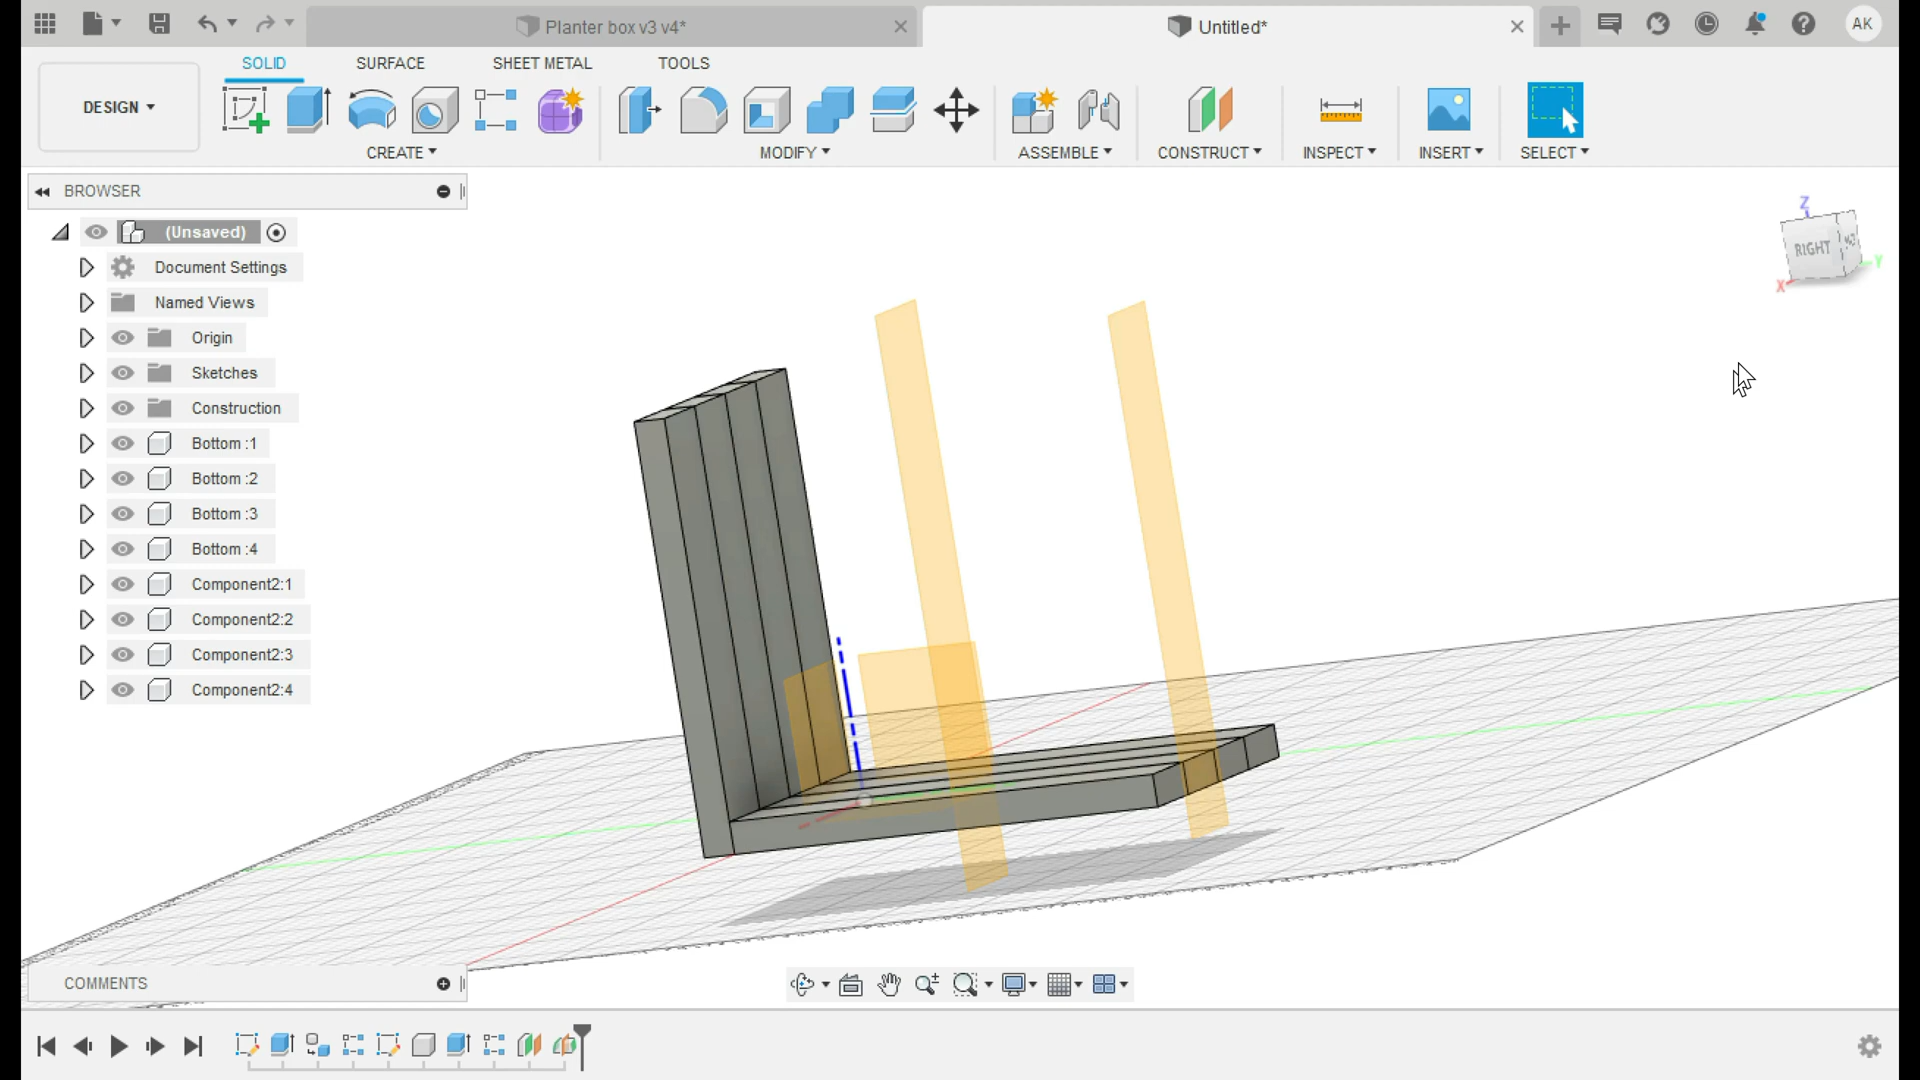 Planter box v3 v4*
Untitled*
AK
SOLID
SURFACE
SHEET METAL
TOOLS
DESIGN
CREATE
MODIFY
ASSEMBLE
CONSTRUCT
INSPECT
INSERT
SELECT
BROWSER
(Unsaved)
Document Settings
Named Views
Origin
Sketches
Construction
Bottom :1
Bottom :2
Bottom :3
Bottom :4
Component2:1
Component2:2
Component2:3
Component2:4
Z
RIGHT
Y
X
COMMENTS